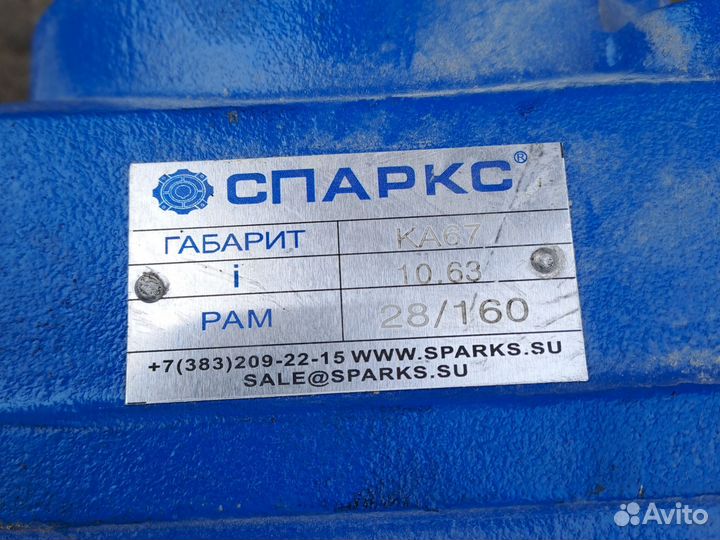 СПАРКС®
ГАБАРИТ KA67
i 10.63
PAM 28/160
+7(383)209-22-15 WWW.SPARKS.SU
SALE@SPARKS.SU
Avito